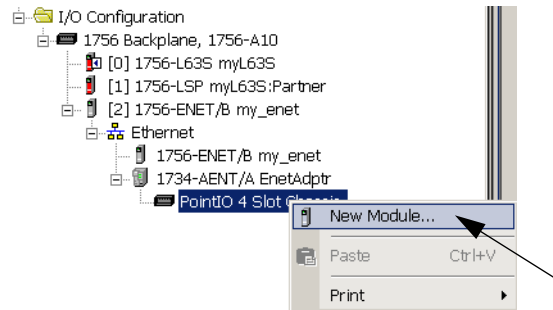 I/O Configuration
1756 Backplane, 1756-A10
[0] 1756-L63S myL63S
[1] 1756-LSP myL63S:Partner
[2] 1756-ENET/B my_enet
Ethernet
1756-ENET/B my_enet
1734-AENT/A EnetAdptr
PointIO 4 Slot
New Module...
Paste Ctrl+V
Print